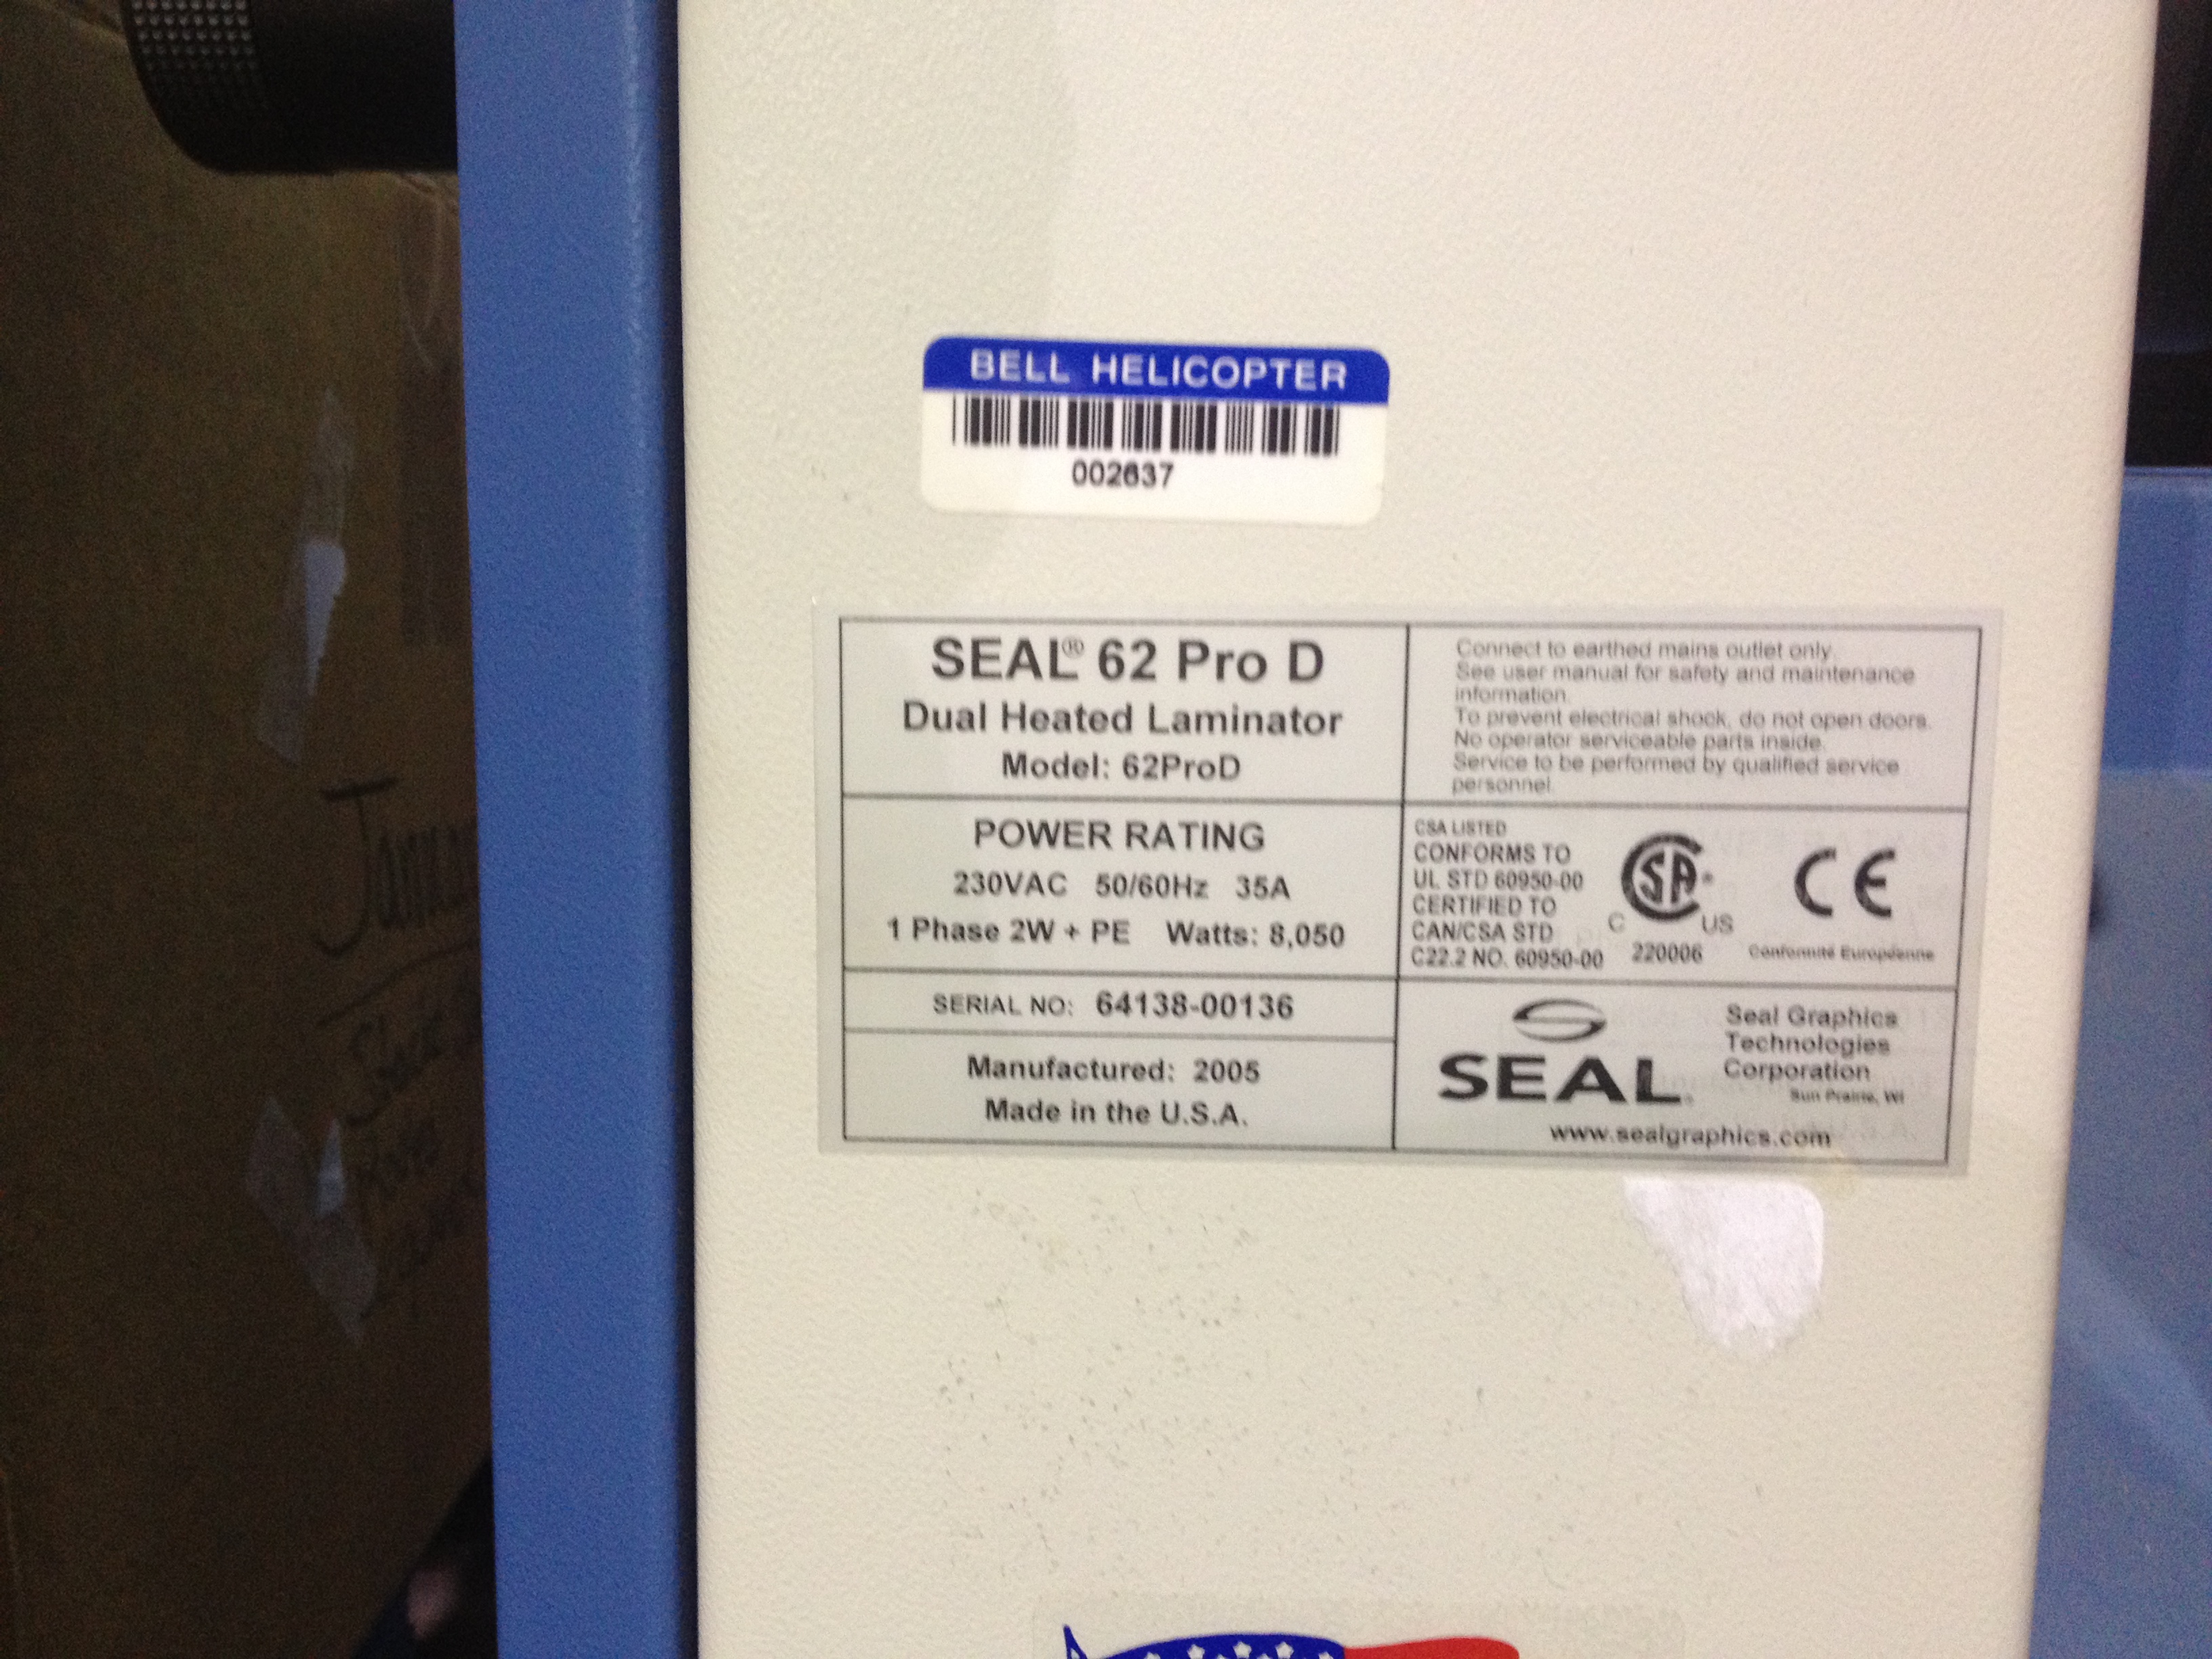 BELL HELICOPTER
002637
SEAL® 62 Pro D
Dual Heated Laminator
Model: 62ProD
Connect to earthed mains outlet only.
See user manual for safety and maintenance
information.
To prevent electrical shock, do not open doors.
No operator serviceable parts inside.
Service to be performed by qualified service
personnel.
POWER RATING
230VAC 50/60Hz 35A
1 Phase 2W + PE Watts: 8,050
CSA LISTED
CONFORMS TO
UL STD 60950-00
CERTIFIED TO
CAN/CSA STD
C22.2 NO. 60950-00
C SA US
220006
CE
Conformité Européenne
SERIAL NO: 64138-00136
Manufactured: 2005
Made in the U.S.A.
SEAL
Seal Graphics
Technologies
Corporation
Sun Prairie, WI
www.sealgraphics.com